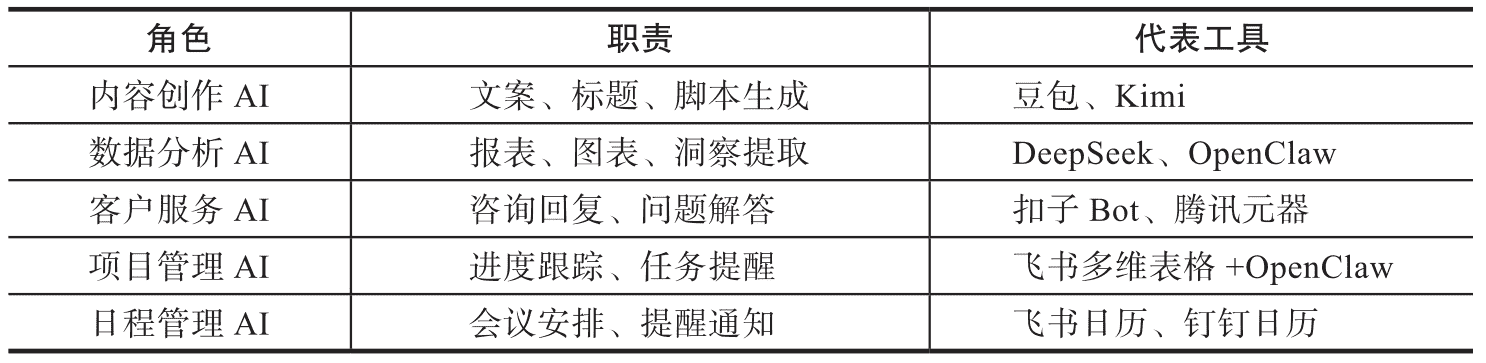 角色 职责 代表工具
内容创作 AI 文案、标题、脚本生成 豆包、Kimi
数据分析 AI 报表、图表、洞察提取 DeepSeek、OpenClaw
客户服务 AI 咨询回复、问题解答 扣子 Bot、腾讯元器
项目管理 AI 进度跟踪、任务提醒 飞书多维表格 +OpenClaw
日程管理 AI 会议安排、提醒通知 飞书日历、钉钉日历